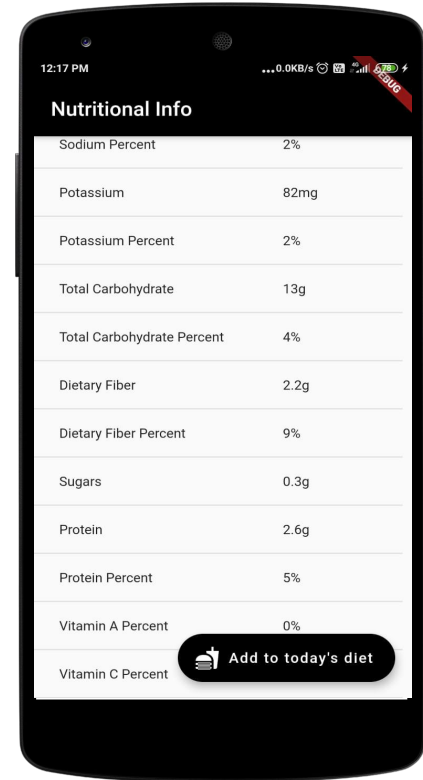 12:17 PM ...0.0KB/s 4G 78
DEBUG
Nutritional Info
Sodium Percent 2%
Potassium 82mg
Potassium Percent 2%
Total Carbohydrate 13g
Total Carbohydrate Percent 4%
Dietary Fiber 2.2g
Dietary Fiber Percent 9%
Sugars 0.3g
Protein 2.6g
Protein Percent 5%
Vitamin A Percent 0%
Add to today's diet
Vitamin C Percent